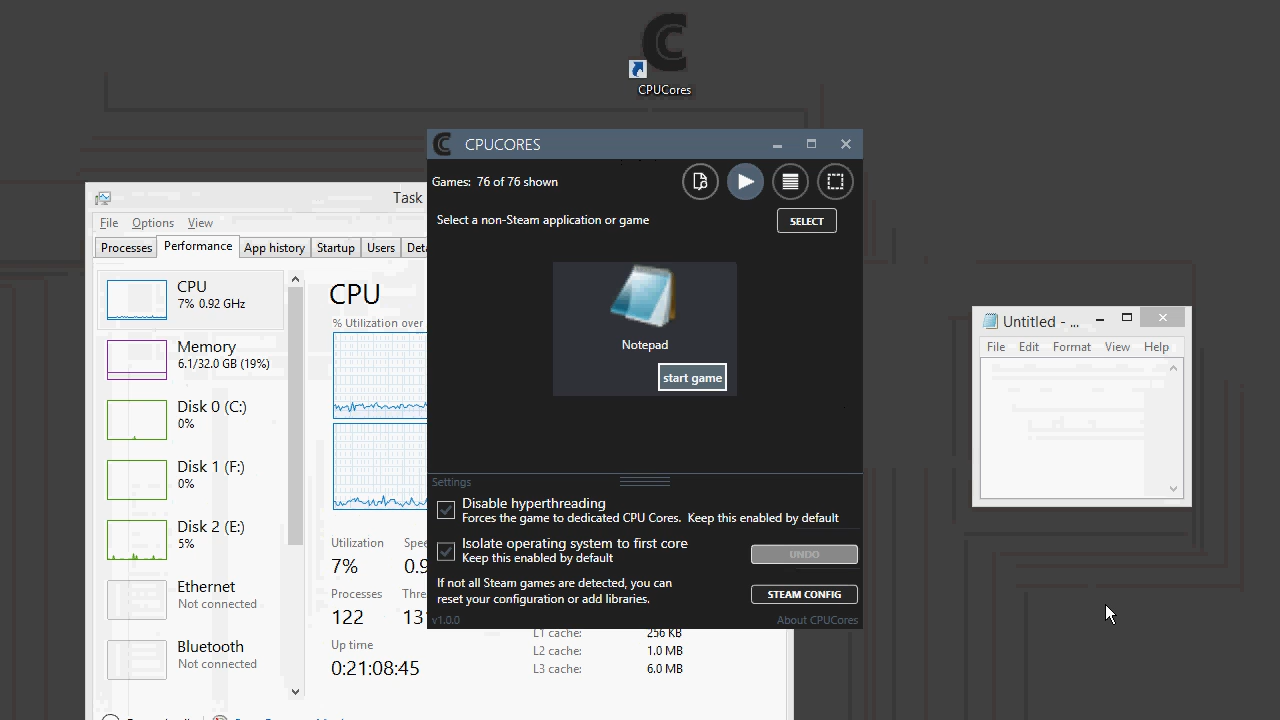 CPUCores
CPUCORES
Games: 76 of 76 shown
Select a non-Steam application or game
SELECT
Notepad
start game
Settings
Disable hyperthreading
Forces the game to dedicated CPU Cores. Keep this enabled by default
Isolate operating system to first core
Keep this enabled by default
UNDO
If not all Steam games are detected, you can
reset your configuration or add libraries.
STEAM CONFIG
v1.0.0
About CPUCores
Task
File Options View
Processes Performance App history Startup Users
CPU
7% 0.92 GHz
Memory
6.1/32.0 GB (19%)
Disk 0 (C:)
0%
Disk 1 (F:)
0%
Disk 2 (E:)
5%
Ethernet
Not connected
Bluetooth
Not connected
CPU
% Utilization over
Utilization
7%
Processes
122
Up time
0:21:08:45
L1 cache: 256 KB
L2 cache: 1.0 MB
L3 cache: 6.0 MB
Untitled - ...
File Edit Format View Help